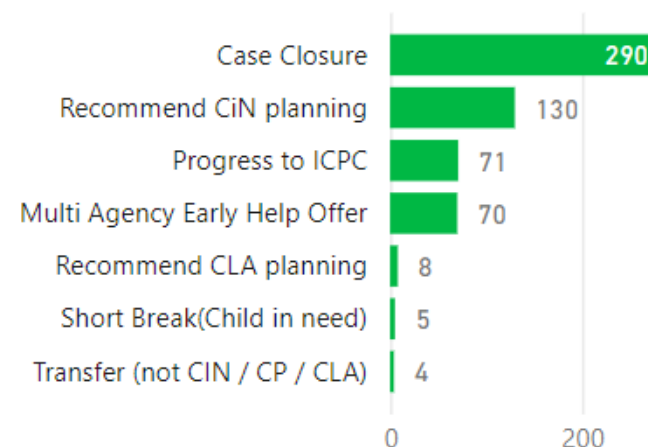 Case Closure 290
Recommend CiN planning 130
Progress to ICPC 71
Multi Agency Early Help Offer 70
Recommend CLA planning 8
Short Break(Child in need) 5
Transfer (not CIN / CP / CLA) 4
0 200